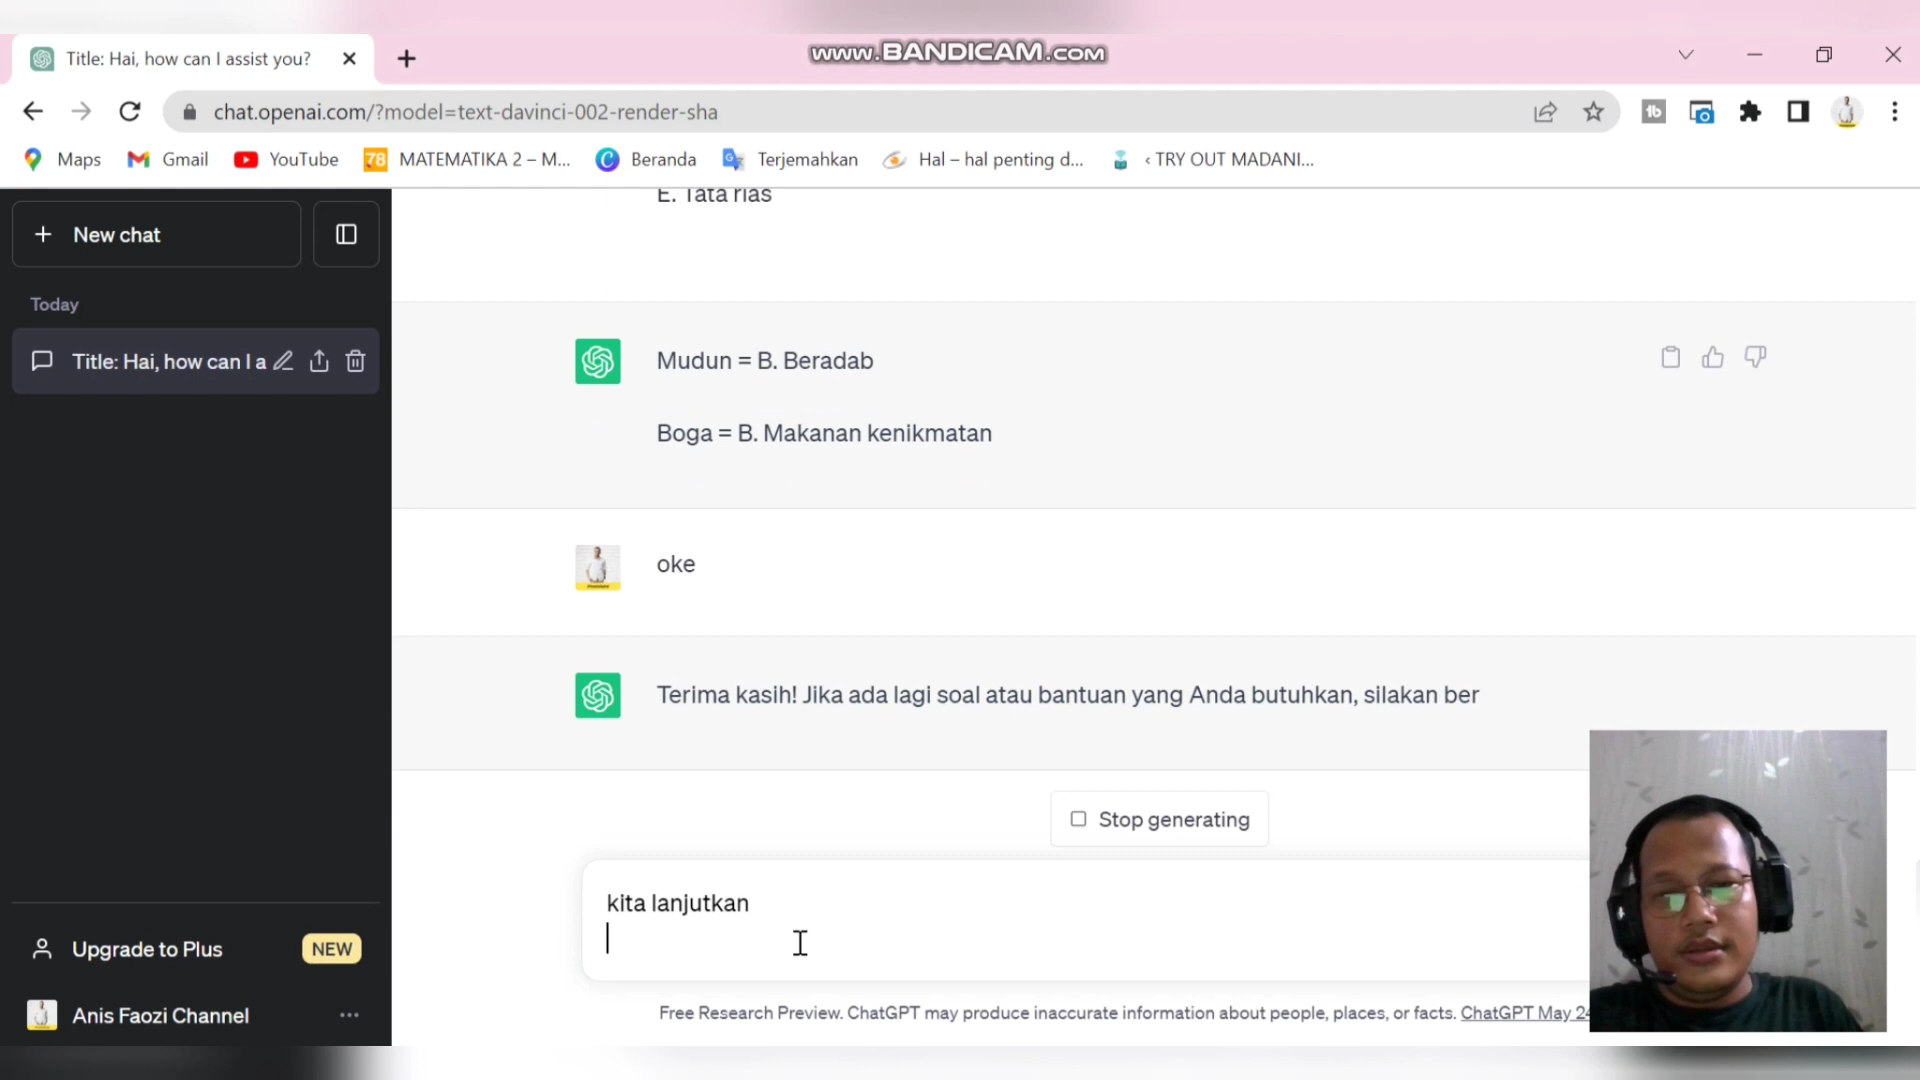 www.BANDICAM.com
Title: Hai, how can I assist you?
chat.openai.com/?model=text-davinci-002-render-sha
Maps
Gmail
YouTube
78
MATEMATIKA 2 – M...
Beranda
Terjemahkan
Hal – hal penting d...
‹ TRY OUT MADANI...
New chat
Today
Title: Hai, how can I a
E. Tata rias
Mudun = B. Beradab
Boga = B. Makanan kenikmatan
oke
Terima kasih! Jika ada lagi soal atau bantuan yang Anda butuhkan, silakan ber
Stop generating
kita lanjutkan
Upgrade to Plus
NEW
Anis Faozi Channel
Free Research Preview. ChatGPT may produce inaccurate information about people, places, or facts. ChatGPT May 24